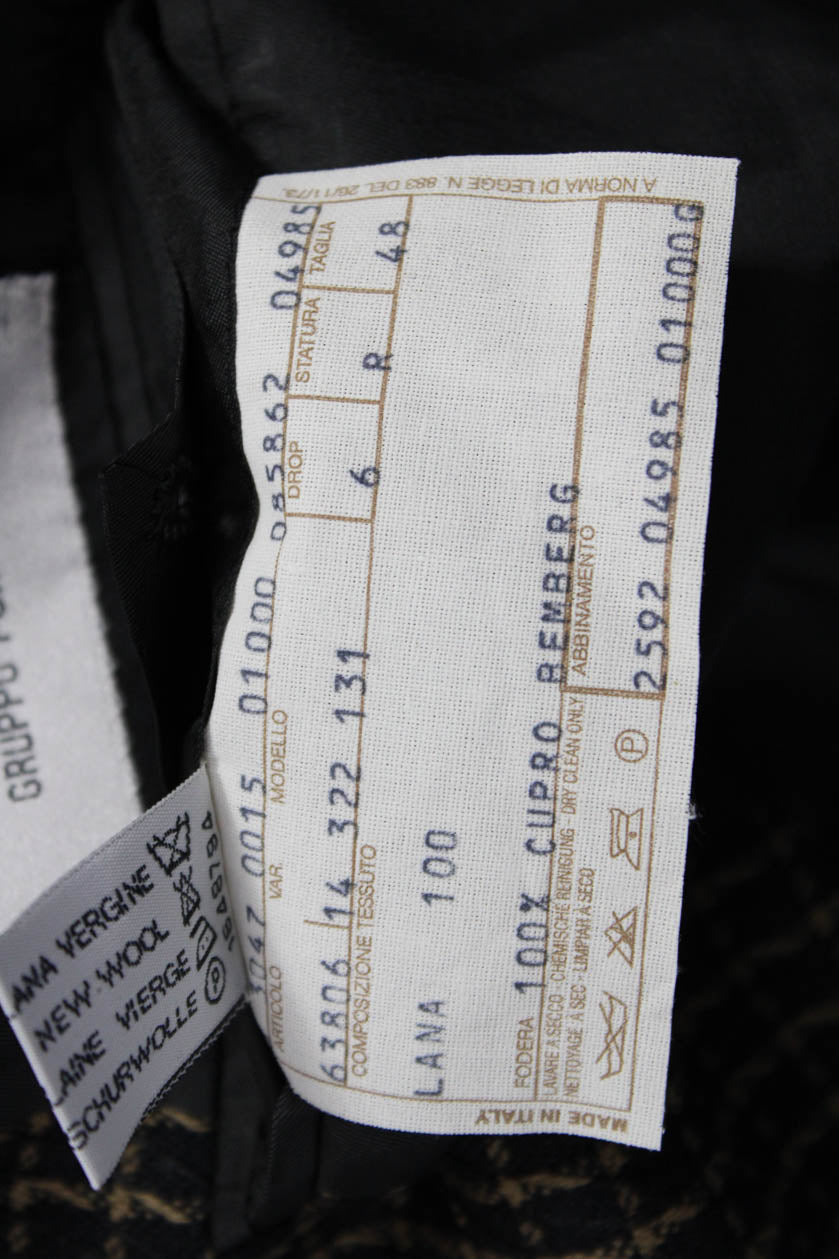 A NORMA DI LEGGE N. 883 DEL 26/11/73.
3047 0015 01000 085862 04985
ARTICOLO VAR. MODELLO DROP STATURA TAGLIA
63806 14 322 131 6 R 48
COMPOSIZIONE TESSUTO
LANA 100
FODERA 100% CUPRO BEMBERG
LAVARE A SECCO - CHEMISCHE REINIGUNG - DRY CLEAN ONLY
NETTOYAGE A SEC - LIMPIAR A SECO
ABBINAMENTO
2592 04985 01000
P
MADE IN ITALY
LANA VERGINE
NEW WOOL
LAINE VIERGE
SCHURWOLLE P
GRUPPO